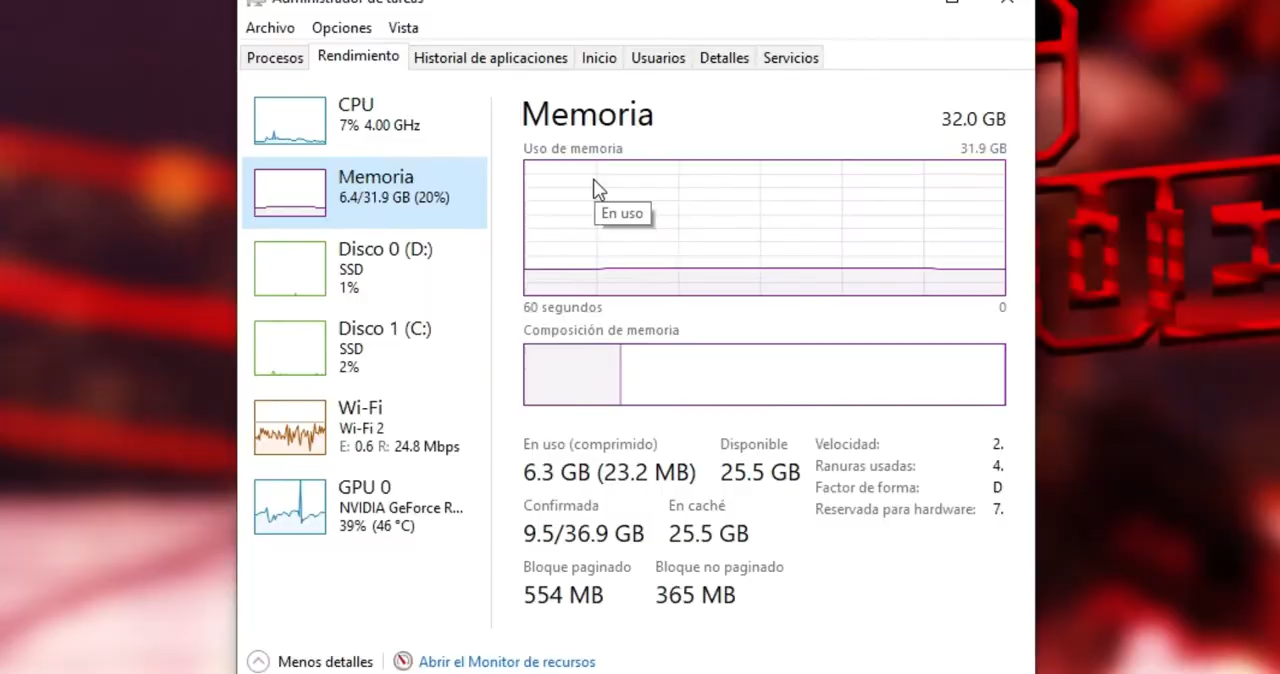 Administrador de tareas
Archivo Opciones Vista
Procesos Rendimiento Historial de aplicaciones Inicio Usuarios Detalles Servicios
CPU
7% 4.00 GHz
Memoria
6.4/31.9 GB (20%)
Disco 0 (D:)
SSD
1%
Disco 1 (C:)
SSD
2%
Wi-Fi
Wi-Fi 2
E: 0.6 R: 24.8 Mbps
GPU 0
NVIDIA GeForce R...
39% (46 °C)
Memoria 32.0 GB
Uso de memoria 31.9 GB
En uso
60 segundos 0
Composición de memoria
En uso (comprimido) Disponible
6.3 GB (23.2 MB) 25.5 GB
Confirmada En caché
9.5/36.9 GB 25.5 GB
Bloque paginado Bloque no paginado
554 MB 365 MB
Velocidad: 2.
Ranuras usadas: 4.
Factor de forma: D
Reservada para hardware: 7.
Menos detalles Abrir el Monitor de recursos